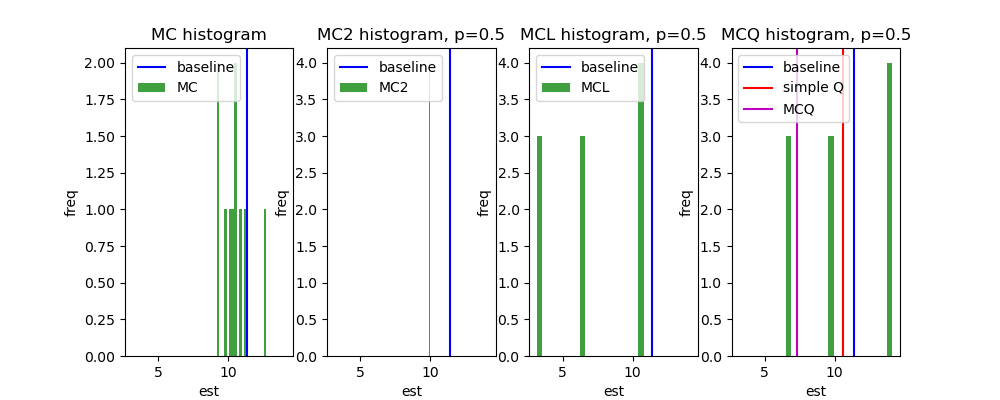 MC histogram
baseline
MC
freq
2.00
1.75
1.50
1.25
1.00
0.75
0.50
0.25
0.00
5 10
est
MC2 histogram, p=0.5
baseline
MC2
freq
4.0
3.5
3.0
2.5
2.0
1.5
1.0
0.5
0.0
5 10
est
MCL histogram, p=0.5
baseline
MCL
freq
4.0
3.5
3.0
2.5
2.0
1.5
1.0
0.5
0.0
5 10
est
MCQ histogram, p=0.5
baseline
simple Q
MCQ
freq
4.0
3.5
3.0
2.5
2.0
1.5
1.0
0.5
0.0
5 10
est